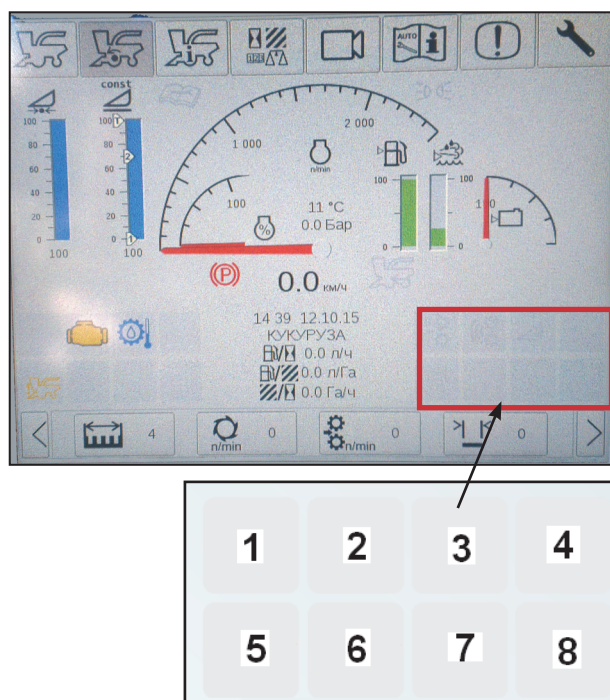 AUTO
const
100 100 2 000
1 000 n/min 100 100
80 2 80
60 60 100 11 °C
40 40 % 0.0 Бар
20 20
0 0 1 0 0
100 100 (P) 0.0 км/ч
14 39 12.10.15
КУКУРУЗА
0.0 л/ч
0.0 л/Га
0.0 Га/ч
4 n/min 0 n/min 0 0
1 2 3 4
5 6 7 8